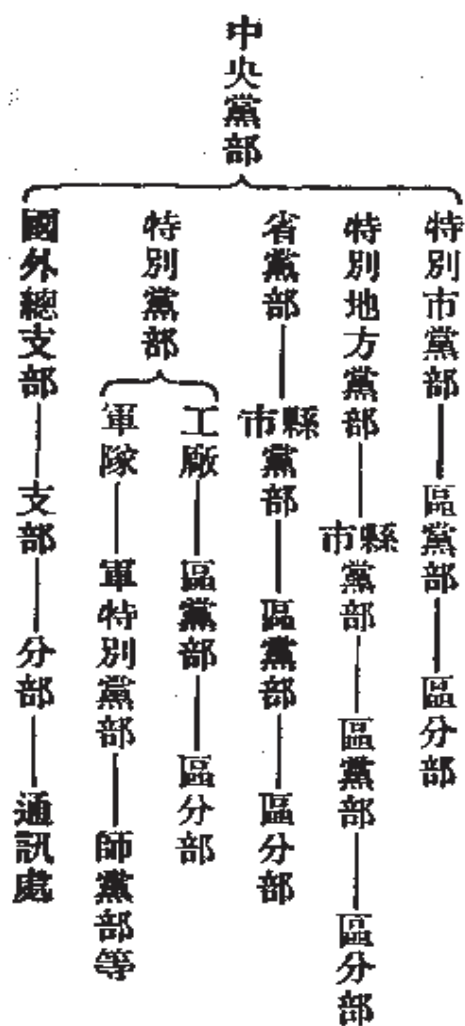 中央黨部
特別市黨部
區黨部
區分部
特別地方黨部
縣市黨部
區黨部
區分部
省黨部
縣市黨部
區黨部
區分部
特別黨部
工廠
區黨部
區分部
軍隊
軍特別黨部
師黨部等
國外總支部
支部
分部
通訊處